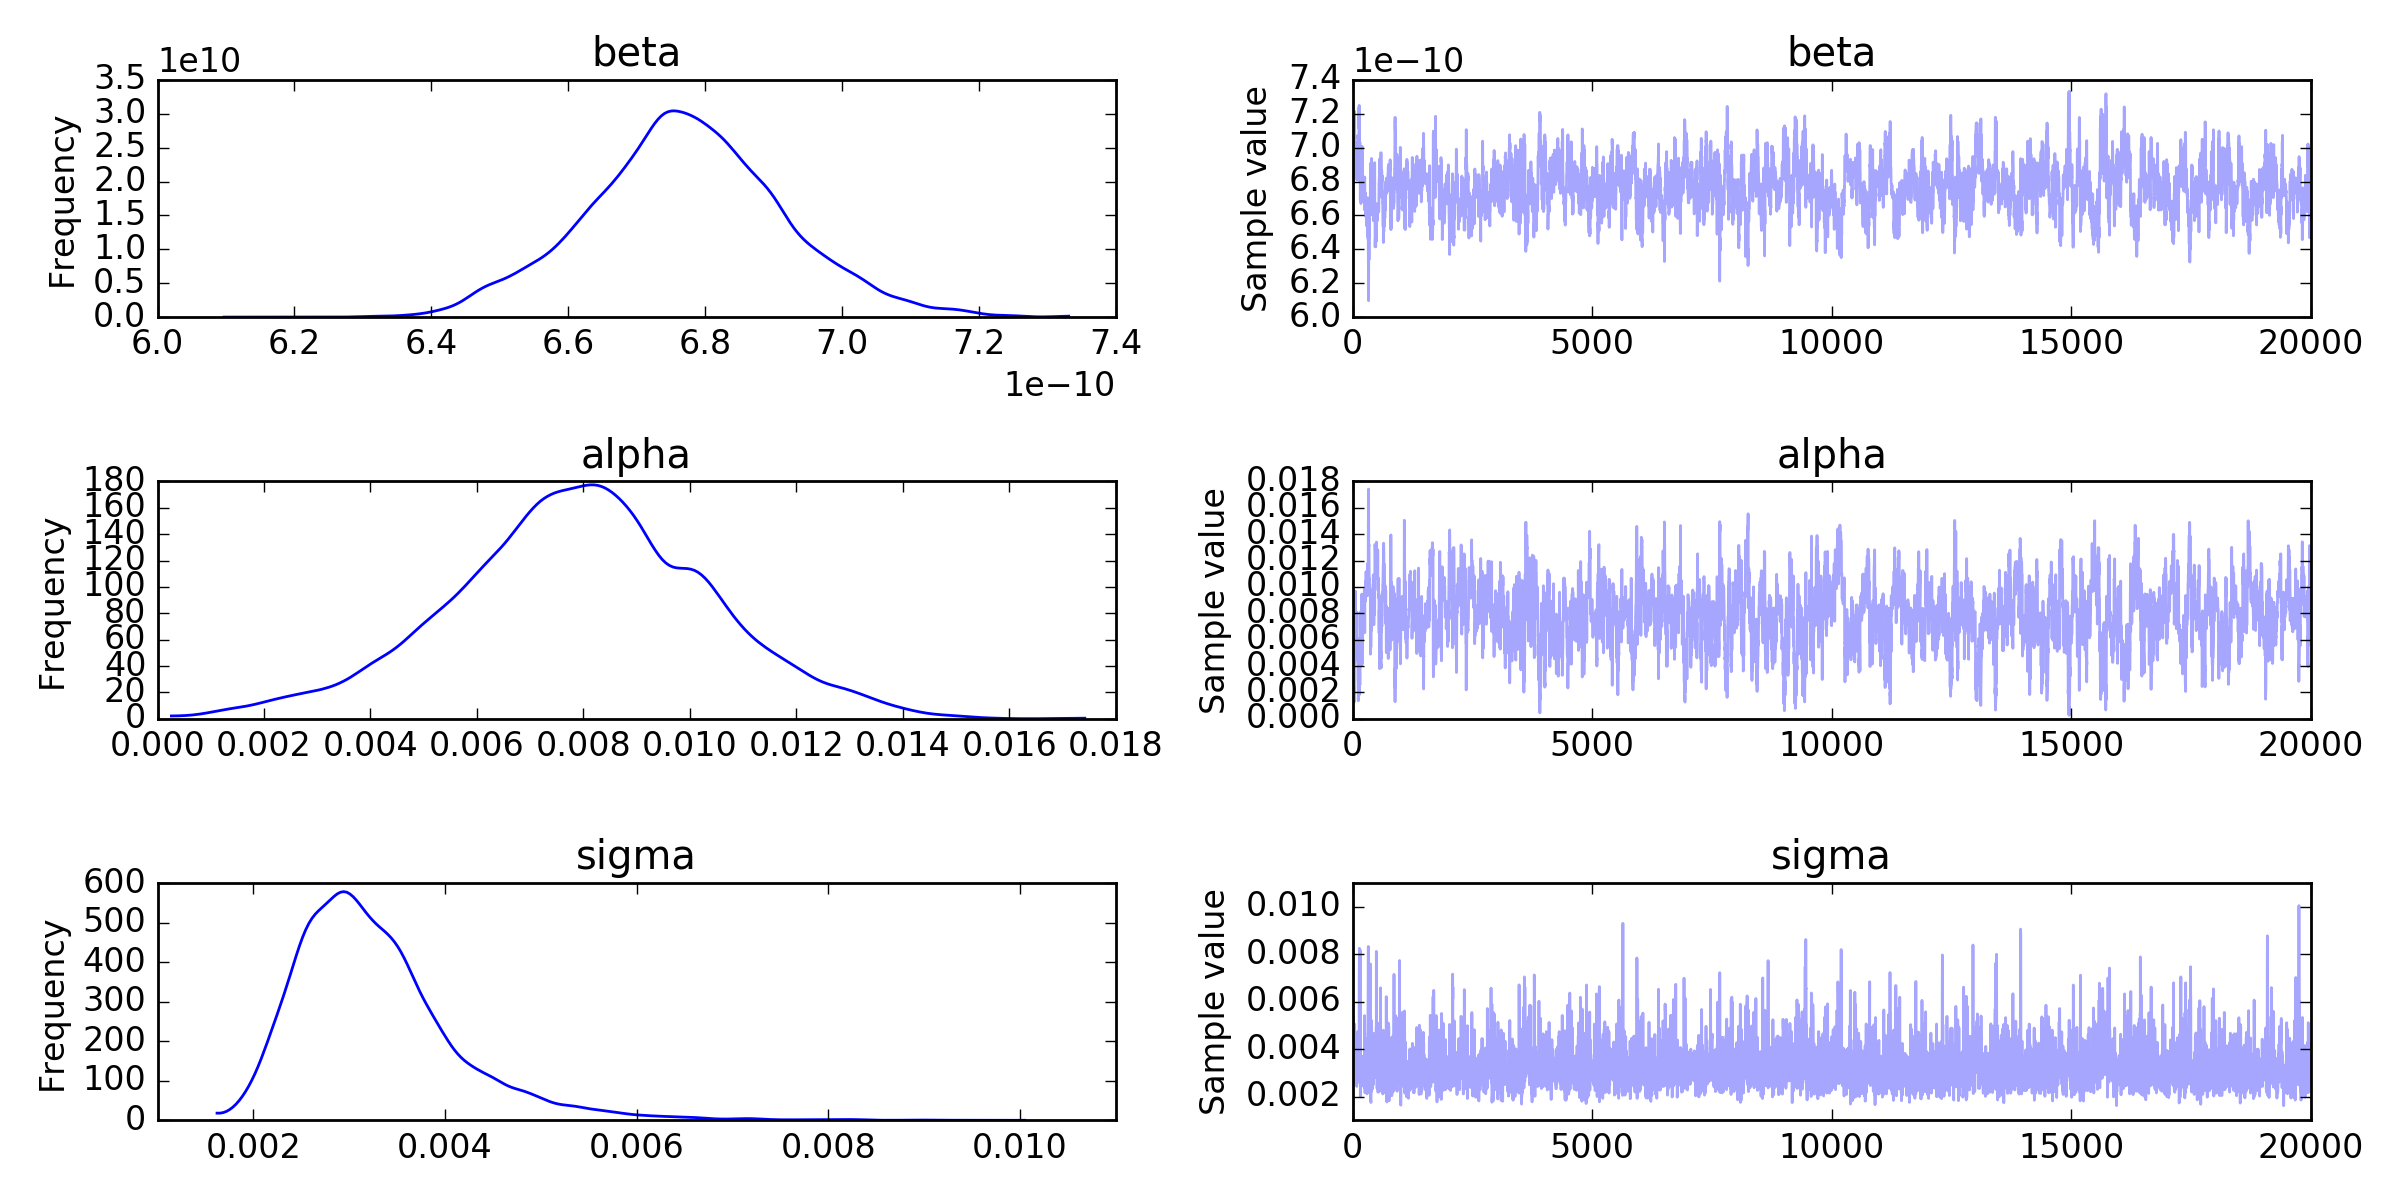 beta
1e10
3.5
3.0
2.5
2.0
1.5
1.0
0.5
0.0
Frequency
6.0 6.2 6.4 6.6 6.8 7.0 7.2 7.4
1e−10
beta
1e−10
7.4
7.2
7.0
6.8
6.6
6.4
6.2
6.0
Sample value
0 5000 10000 15000 20000
alpha
180
160
140
120
100
80
60
40
20
0
Frequency
0.000 0.002 0.004 0.006 0.008 0.010 0.012 0.014 0.016 0.018
alpha
0.018
0.016
0.014
0.012
0.010
0.008
0.006
0.004
0.002
0.000
Sample value
0 5000 10000 15000 20000
sigma
600
500
400
300
200
100
0
Frequency
0.002 0.004 0.006 0.008 0.010
sigma
0.010
0.008
0.006
0.004
0.002
Sample value
0 5000 10000 15000 20000